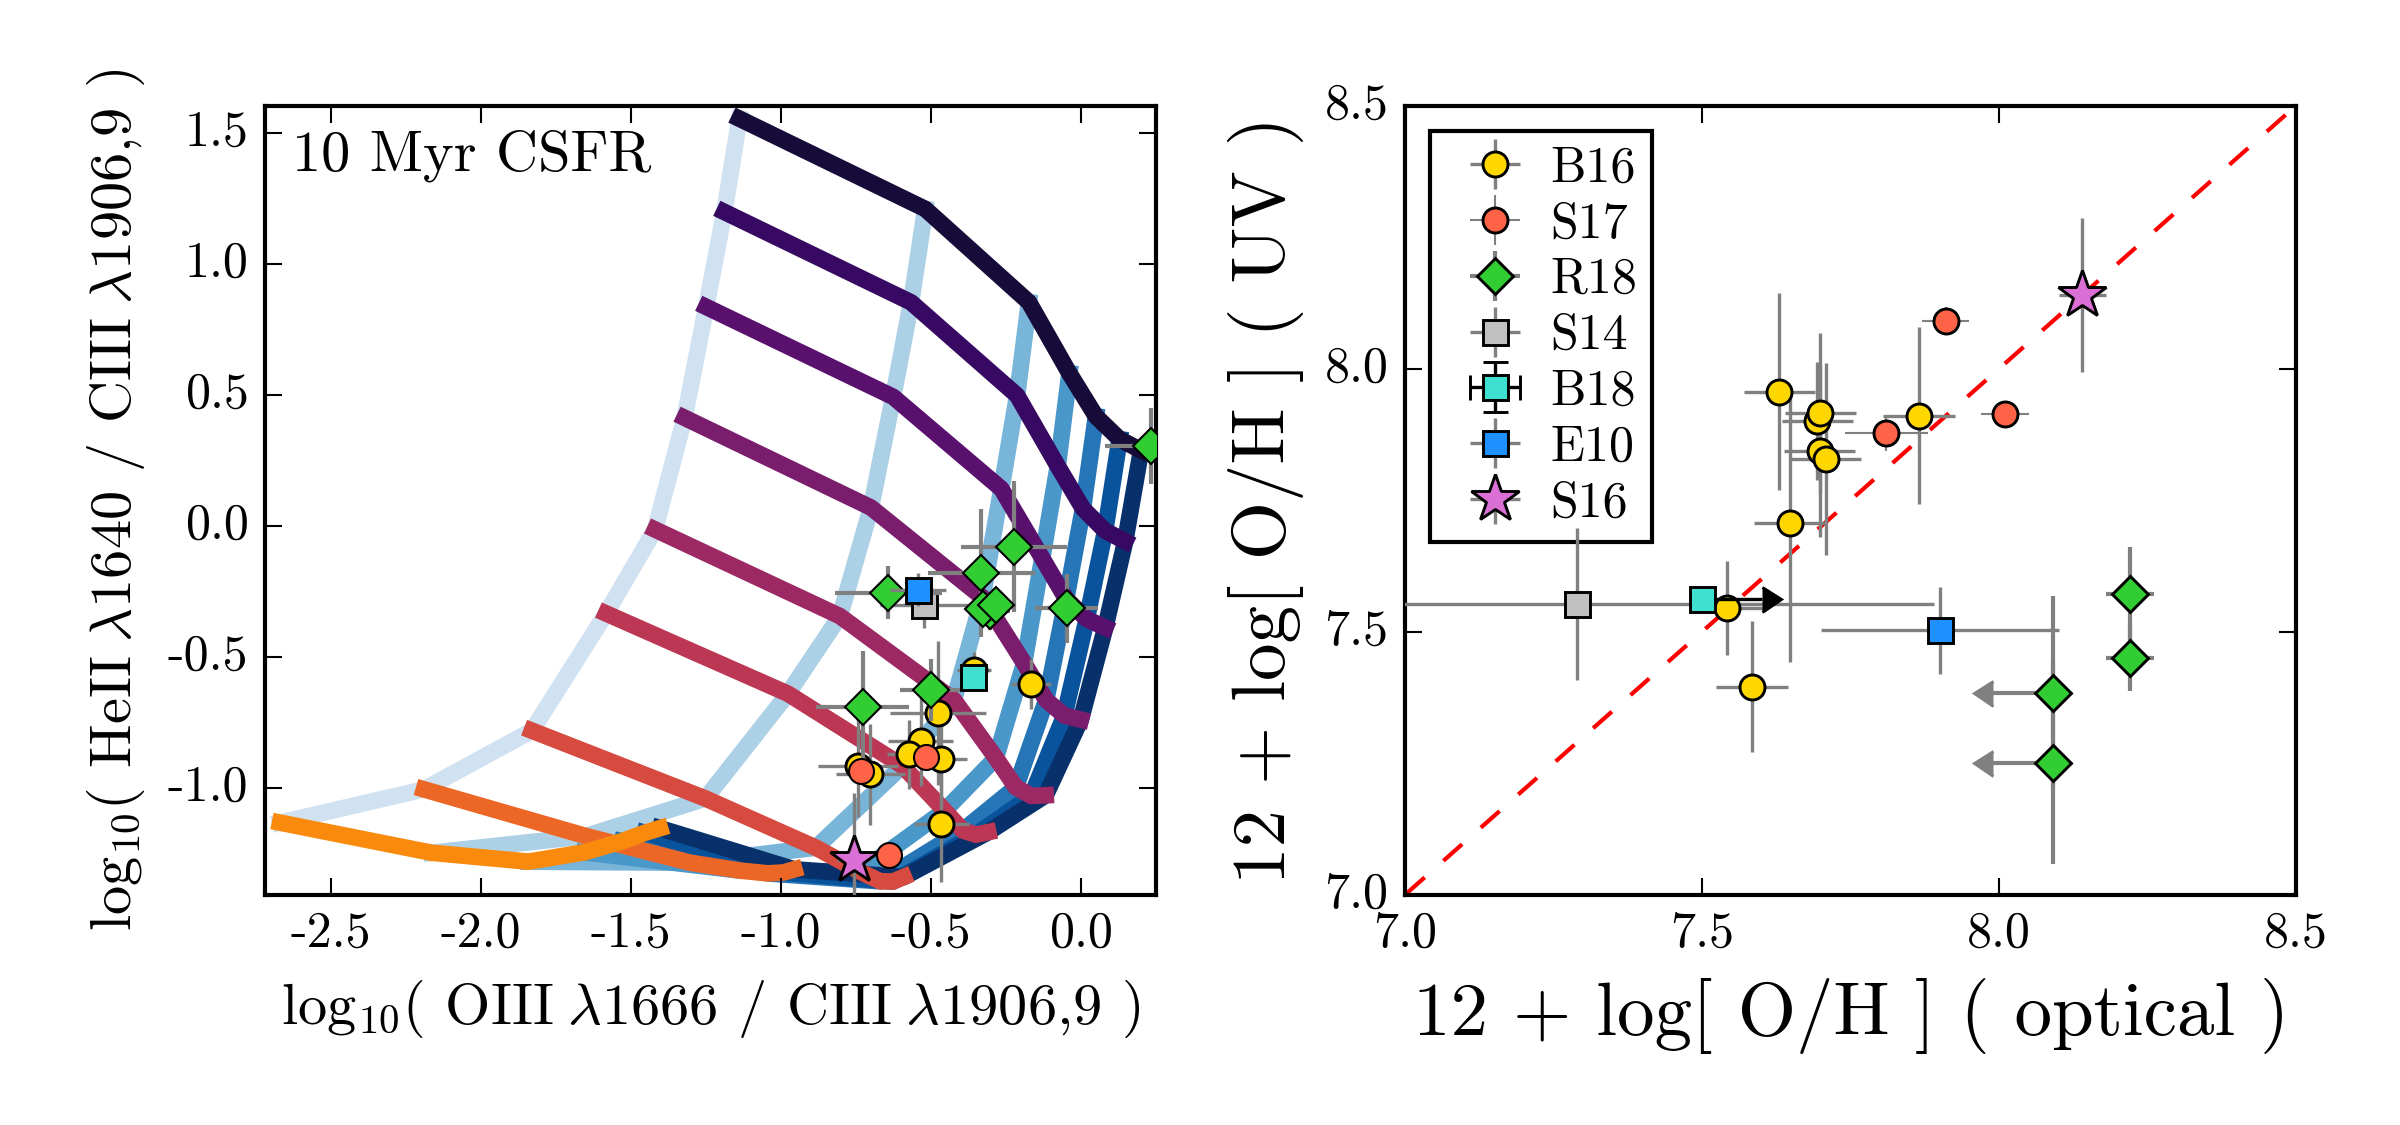 10 Myr CSFR
log10( HeII λ1640 / CIII λ1906,9 )
1.5
1.0
0.5
0.0
-0.5
-1.0
-2.5 -2.0 -1.5 -1.0 -0.5 0.0
log10( OIII λ1666 / CIII λ1906,9 )
12 + log[ O/H ] ( UV )
8.5
8.0
7.5
7.0
B16
S17
R18
S14
B18
E10
S16
7.0 7.5 8.0 8.5
12 + log[ O/H ] ( optical )